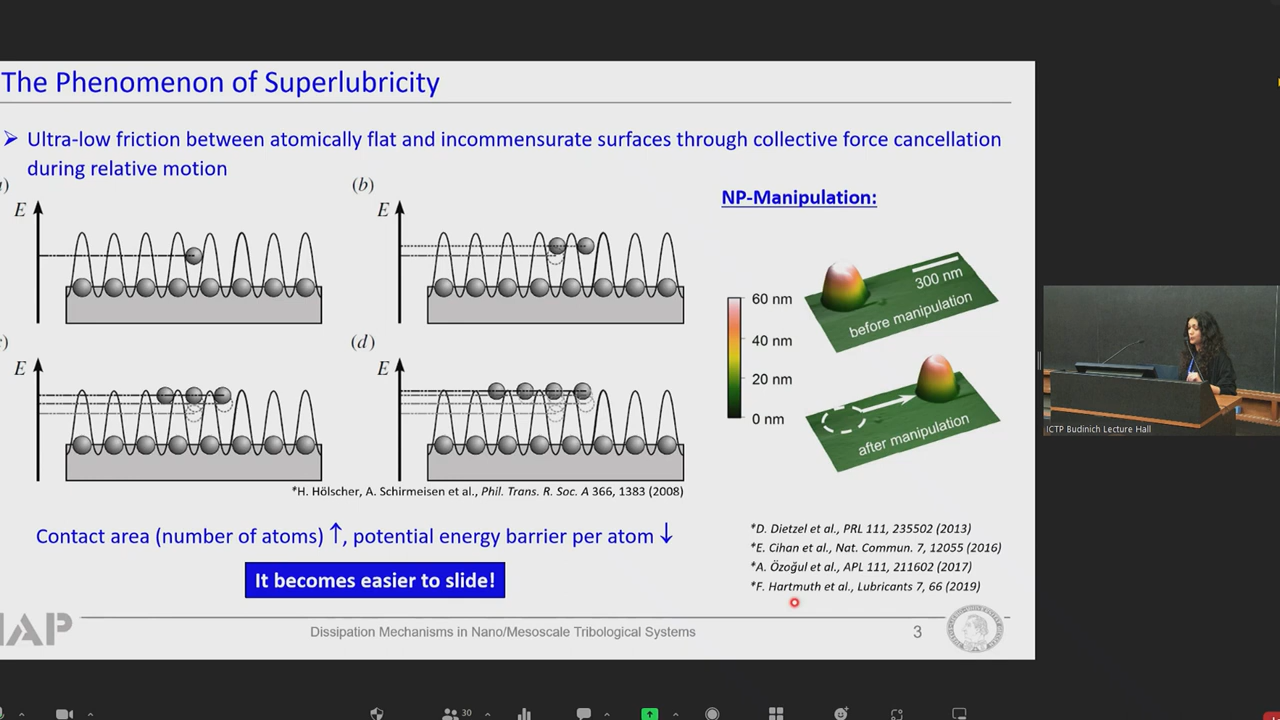 The Phenomenon of Superlubricity
➢ Ultra-low friction between atomically flat and incommensurate surfaces through collective force cancellation
during relative motion
)
E
(b)
E
)
E
(d)
E
*H. Hölscher, A. Schirmeisen et al., Phil. Trans. R. Soc. A 366, 1383 (2008)
Contact area (number of atoms) ↑, potential energy barrier per atom ↓
It becomes easier to slide!
NP-Manipulation:
60 nm
40 nm
20 nm
0 nm
300 nm
before manipulation
after manipulation
*D. Dietzel et al., PRL 111, 235502 (2013)
*E. Cihan et al., Nat. Commun. 7, 12055 (2016)
*A. Özoğul et al., APL 111, 211602 (2017)
*F. Hartmuth et al., Lubricants 7, 66 (2019)
IAP
Dissipation Mechanisms in Nano/Mesoscale Tribological Systems
3
ICTP Budinich Lecture Hall
30